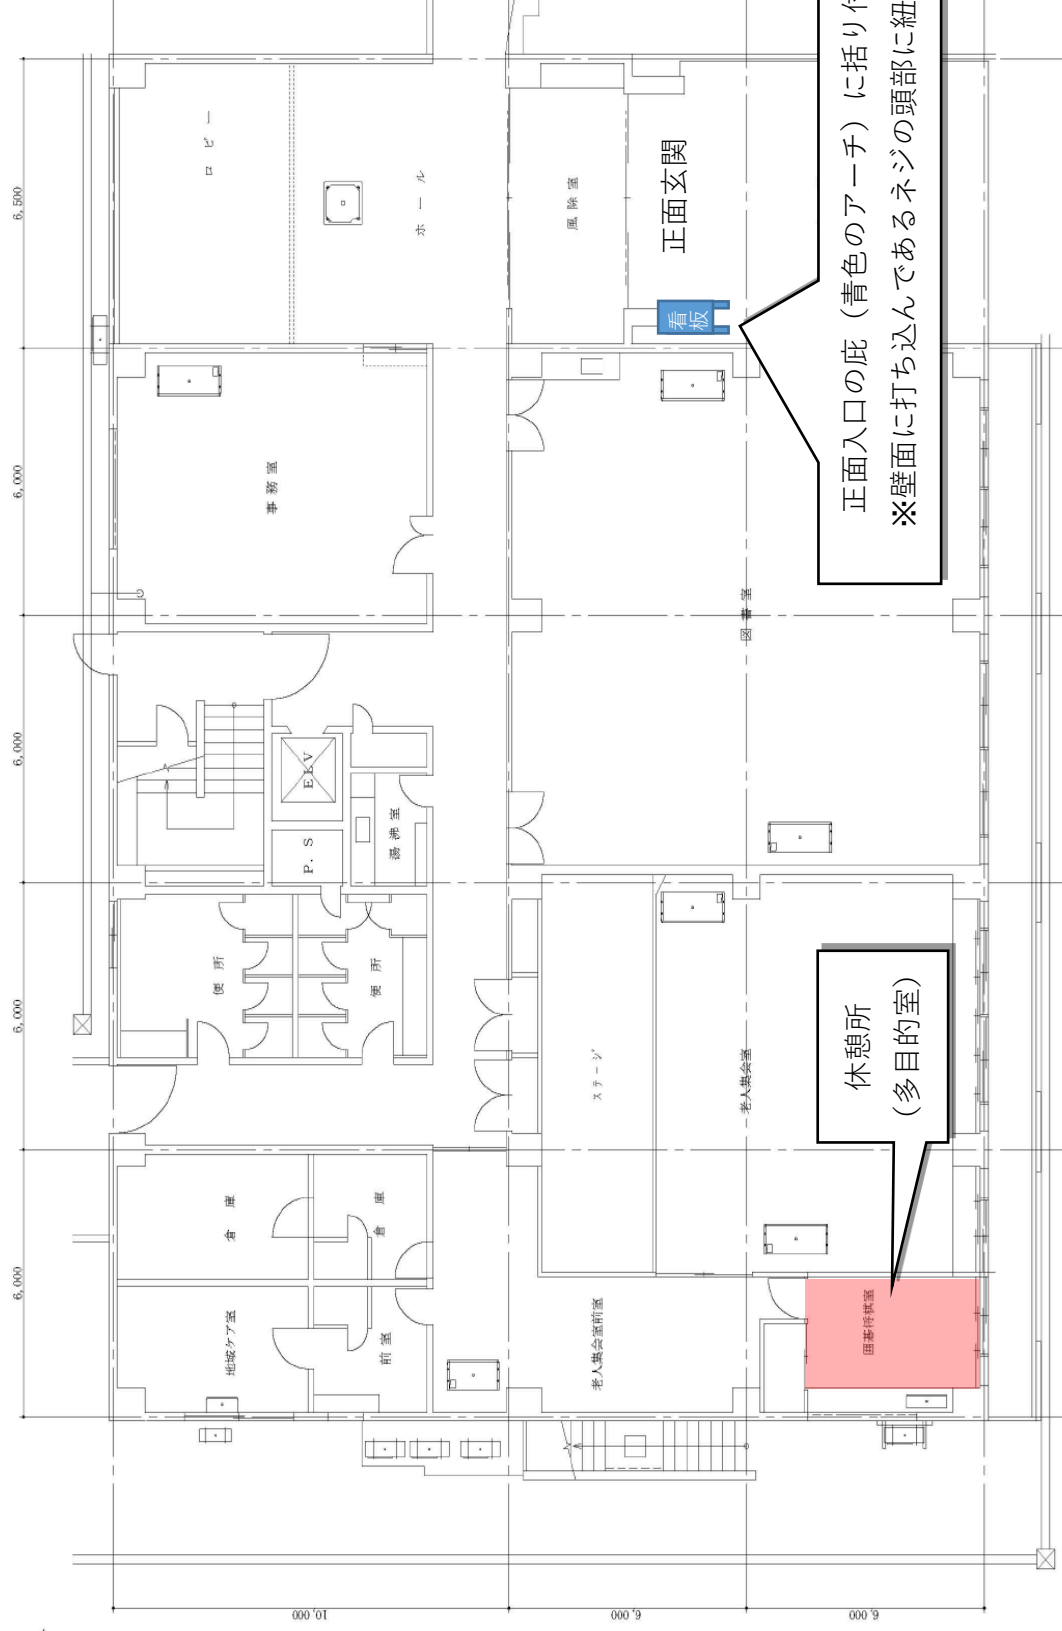 ロビー
ホール
風除室
正面玄関
看板
事務室
図書室
ELV
P.S
湯沸室
便所
便所
ステージ
老人集会室
倉庫
倉庫
地域ケア室
前室
老人集会室前室
囲碁将棋室
休憩所
（多目的室）
正面入口の庇（青色のアーチ）に括り付
※壁面に打ち込んであるネジの頭部に紐
6,500
6,000
6,000
6,000
6,000
10,000
6,000
6,000